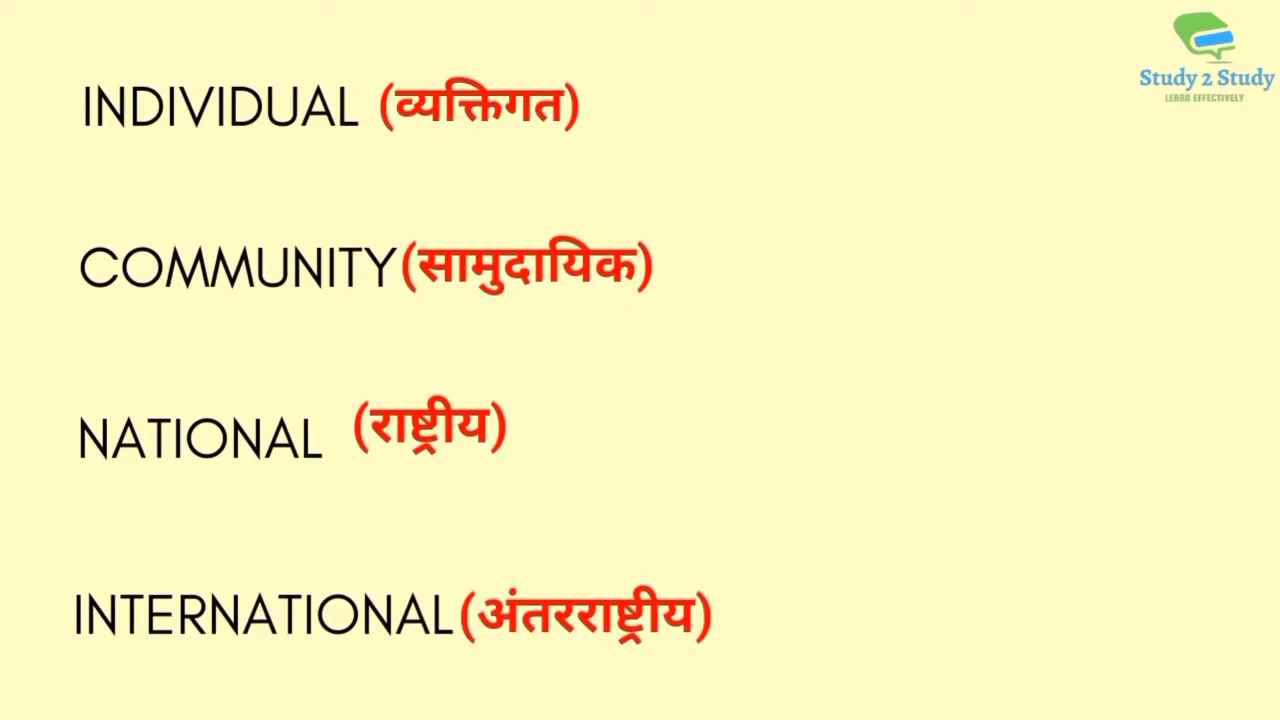 Study 2 Study
LEARN EFFECTIVELY
INDIVIDUAL (व्यक्तिगत)
COMMUNITY (सामुदायिक)
NATIONAL (राष्ट्रीय)
INTERNATIONAL (अंतरराष्ट्रीय)